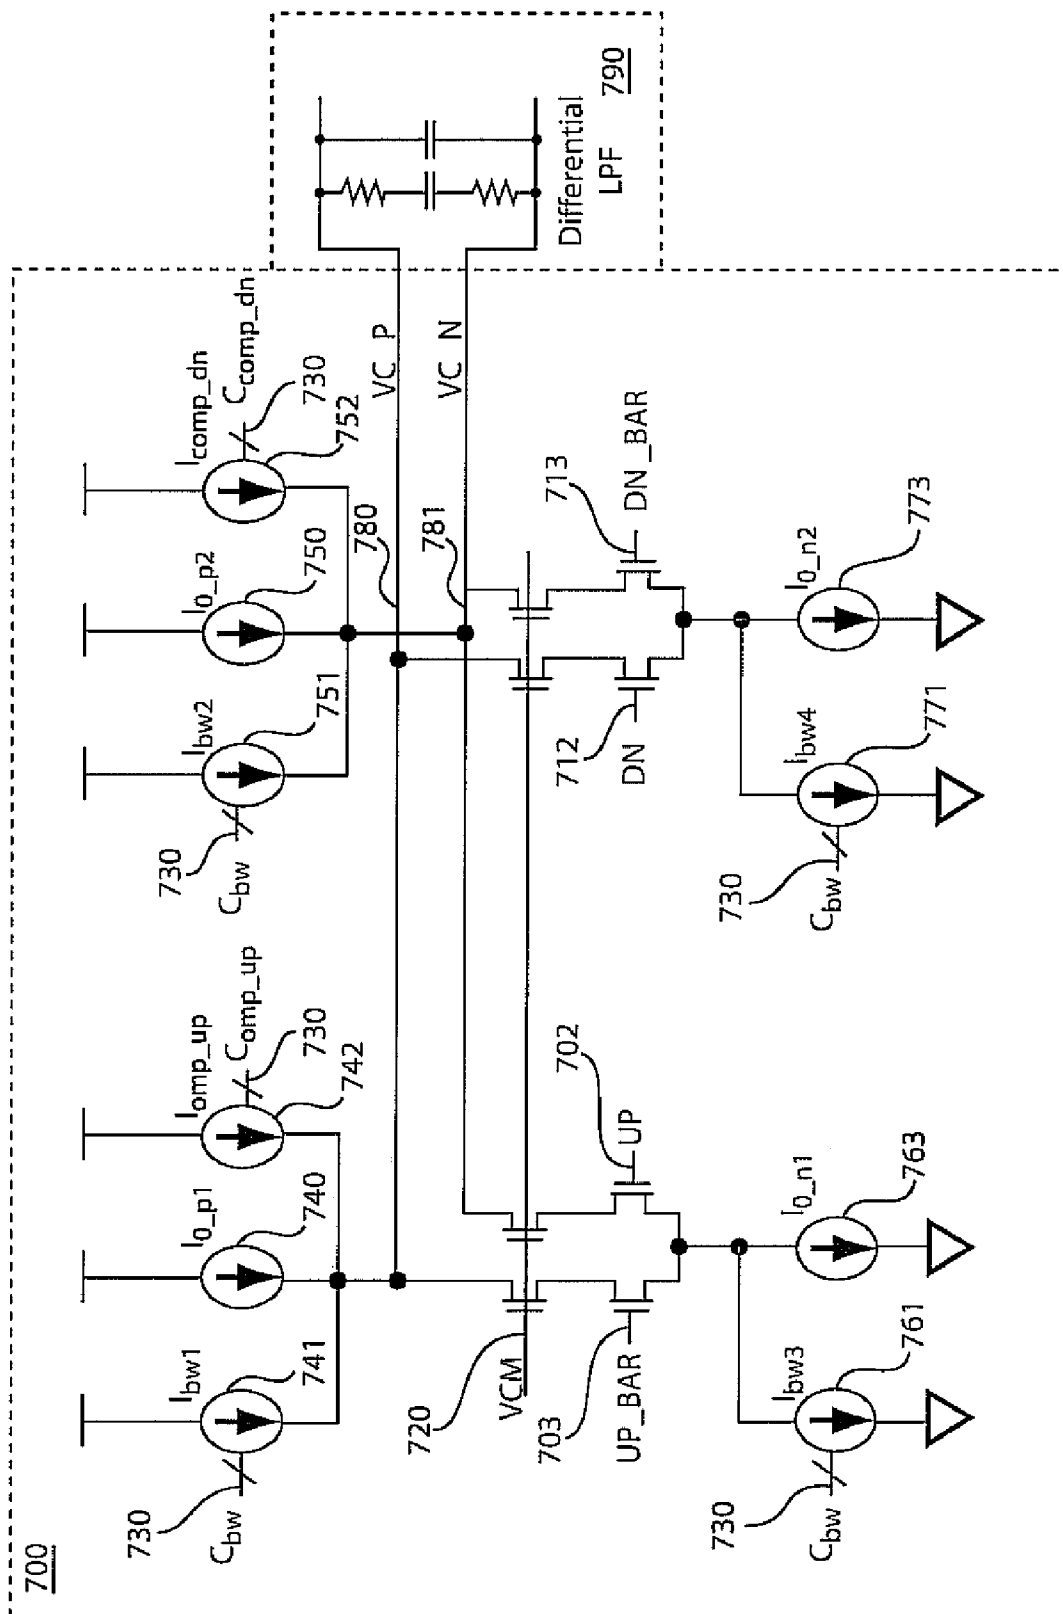 700
730
C_bw
I_bw1
741
I_0_p1
740
I_omp_up
C_omp_up
730
742
730
C_bw
I_bw2
751
I_0_p2
750
I_comp_dn
C_comp_dn
730
752
780
VC_P
781
VC_N
Differential
LPF
790
720
VCM
703
UP_BAR
702
UP
712
DN
713
DN_BAR
730
C_bw
I_bw3
761
I_0_n1
763
730
C_bw
I_bw4
771
I_0_n2
773